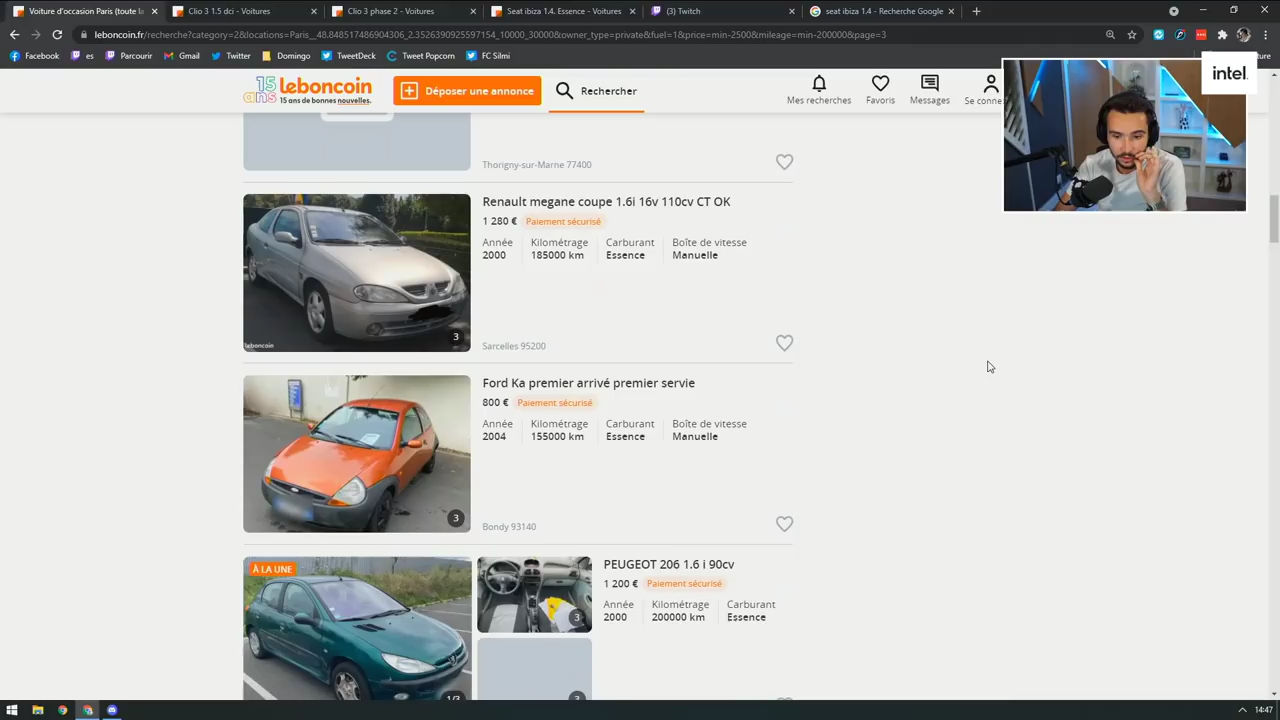 Voitures d'occasion Paris (toute l
Clio 3 1.5 dci - Voitures
Clio 3 phase 2 - Voitures
Seat ibiza 1.4. Essence - Voitures
(3) Twitch
seat ibiza 1.4 - Recherche Google
leboncoin.fr/recherche?category=2&locations=Paris__48.848517486904306_2.3526390925597154_10000_30000&owner_type=private&fuel=1&price=min-2500&mileage=min-200000&page=3
Facebook
es
Parcourir
Gmail
Twitter
Domingo
TweetDeck
Tweet Popcorn
FC Silmi
intel.
15 ans
leboncoin
15 ans de bonnes nouvelles.
Déposer une annonce
Rechercher
Mes recherches
Favoris
Messages
Se conne
Thorigny-sur-Marne 77400
Renault megane coupe 1.6i 16v 110cv CT OK
1 280 € Paiement sécurisé
Année Kilométrage Carburant Boîte de vitesse
2000 185000 km Essence Manuelle
leboncoin
3
Sarcelles 95200
Ford Ka premier arrivé premier servie
800 € Paiement sécurisé
Année Kilométrage Carburant Boîte de vitesse
2004 155000 km Essence Manuelle
3
Bondy 93140
À LA UNE
PEUGEOT 206 1.6 i 90cv
1 200 € Paiement sécurisé
Année Kilométrage Carburant
2000 200000 km Essence
3
1/3
3
14:47